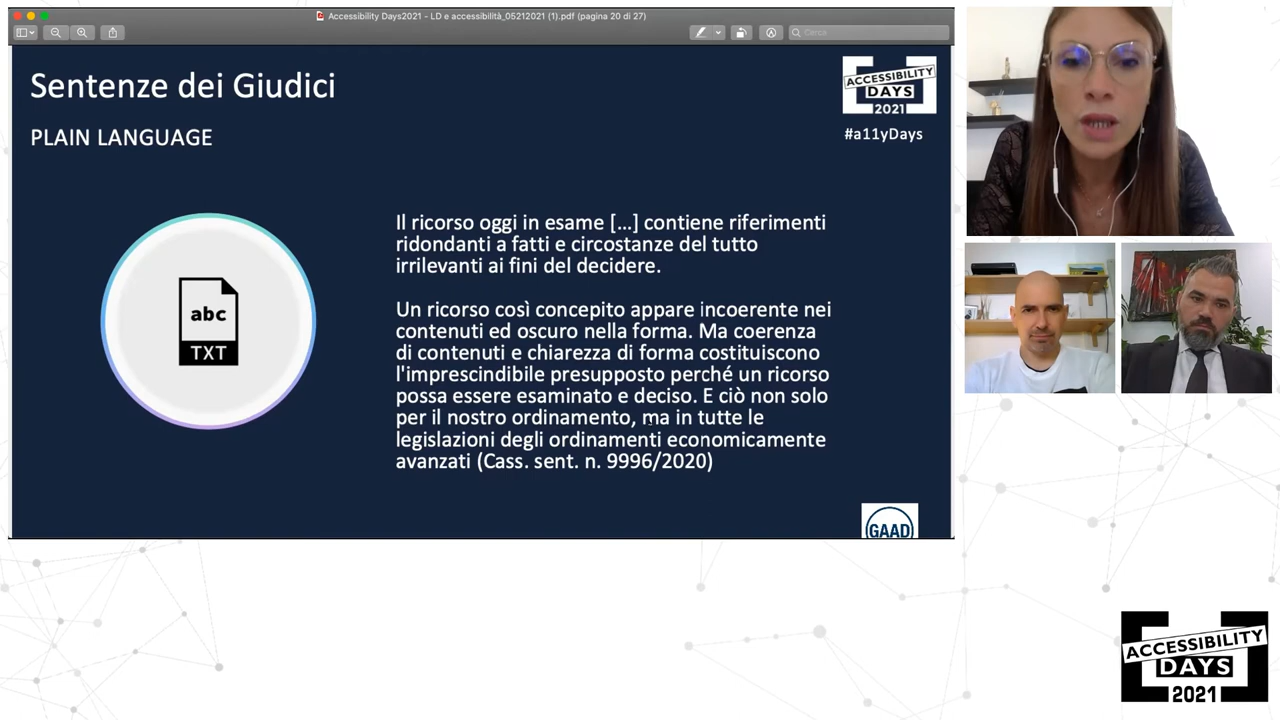 Accessibility Days2021 - LD e accessibilità_05212021 (1).pdf (pagina 20 di 27)
Cerca
Sentenze dei Giudici
PLAIN LANGUAGE
ACCESSIBILITY
DAYS
2021
#a11yDays
abc
TXT
Il ricorso oggi in esame [...] contiene riferimenti
ridondanti a fatti e circostanze del tutto
irrilevanti ai fini del decidere.
Un ricorso così concepito appare incoerente nei
contenuti ed oscuro nella forma. Ma coerenza
di contenuti e chiarezza di forma costituiscono
l'imprescindibile presupposto perché un ricorso
possa essere esaminato e deciso. E ciò non solo
per il nostro ordinamento, ma in tutte le
legislazioni degli ordinamenti economicamente
avanzati (Cass. sent. n. 9996/2020)
GAAD
ACCESSIBILITY
DAYS
2021